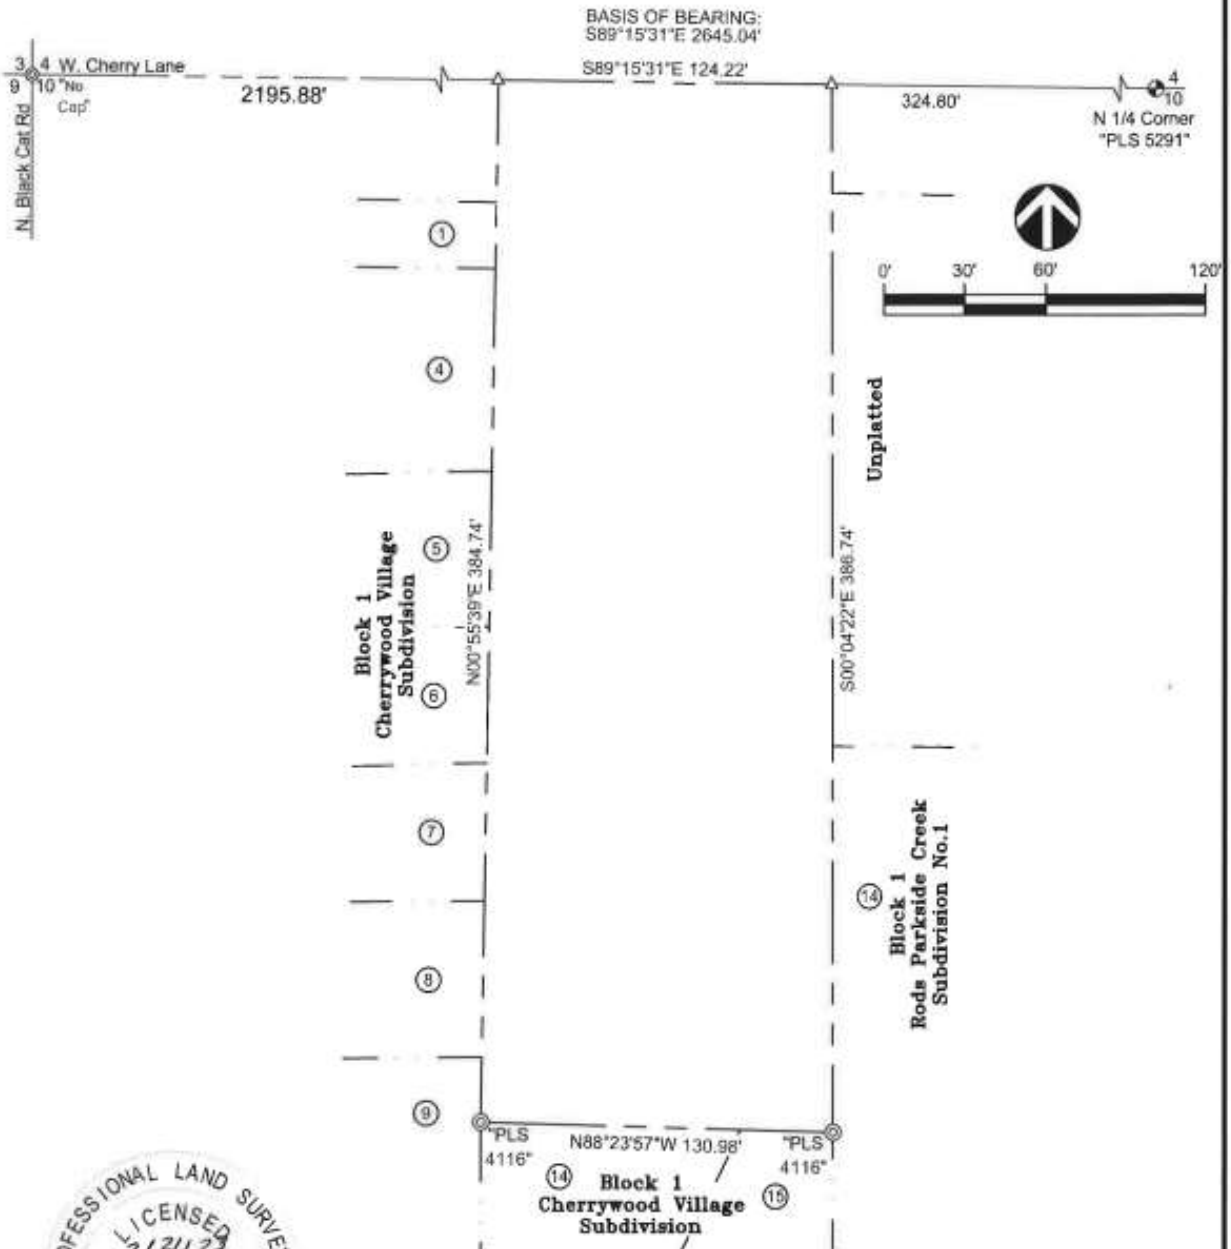 BASIS OF BEARING:
S89°15'31"E 2645.04'
S89°15'31"E 124.22'
3 4 W. Cherry Lane
9 10 "No
Cap"
2195.88'
324.80'
4
10
N 1/4 Corner
"PLS 5291"
N. Black Cat Rd
1
0' 30' 60' 120'
4
Unplatted
5
Block 1
Cherrywood Village
Subdivision
N00°55'39"E 384.74'
S00°04'22"E 386.74'
6
7
14
Block 1
Rods Parkside Creek
Subdivision No.1
8
9
"PLS
4116"
N88°23'57"W 130.98'
"PLS
4116"
14
Block 1
Cherrywood Village
Subdivision
15
OFESSIONAL LAND SURVE
LICENSED